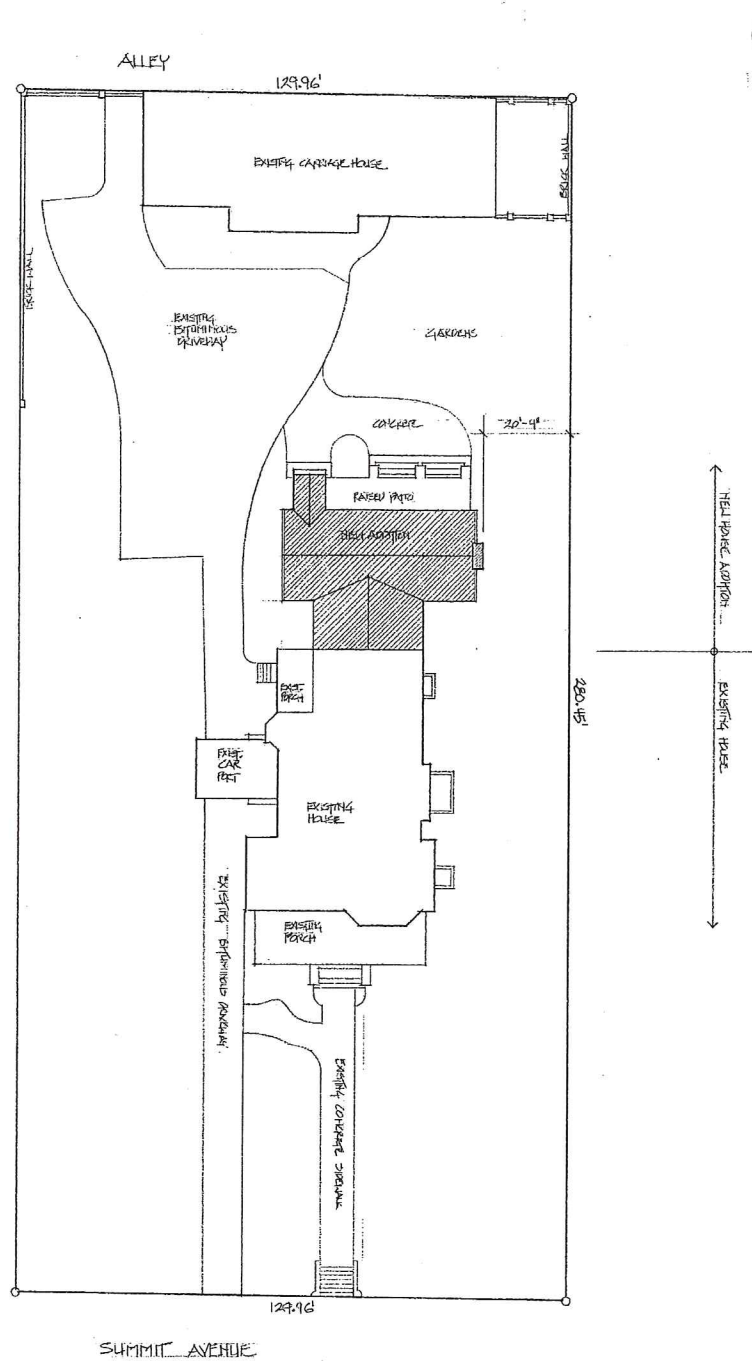 ALLEY
129.96'
EXISTING CARRIAGE HOUSE
BRICK WALL
BRICK WALL
EXISTING
BITUMINOUS
DRIVEWAY
GARDENS
CONCRETE
20'-9"
RAISED PATIO
NEW ADDITION
NEW HOUSE ADDITION
EXIST.
PORCH
280.45'
EXISTING HOUSE
EXIST.
CAR
PORT
EXISTING
HOUSE
EXISTING BITUMINOUS DRIVEWAY
EXISTING
PORCH
EXISTING CONCRETE SIDEWALK
129.96'
SUMMIT AVENUE